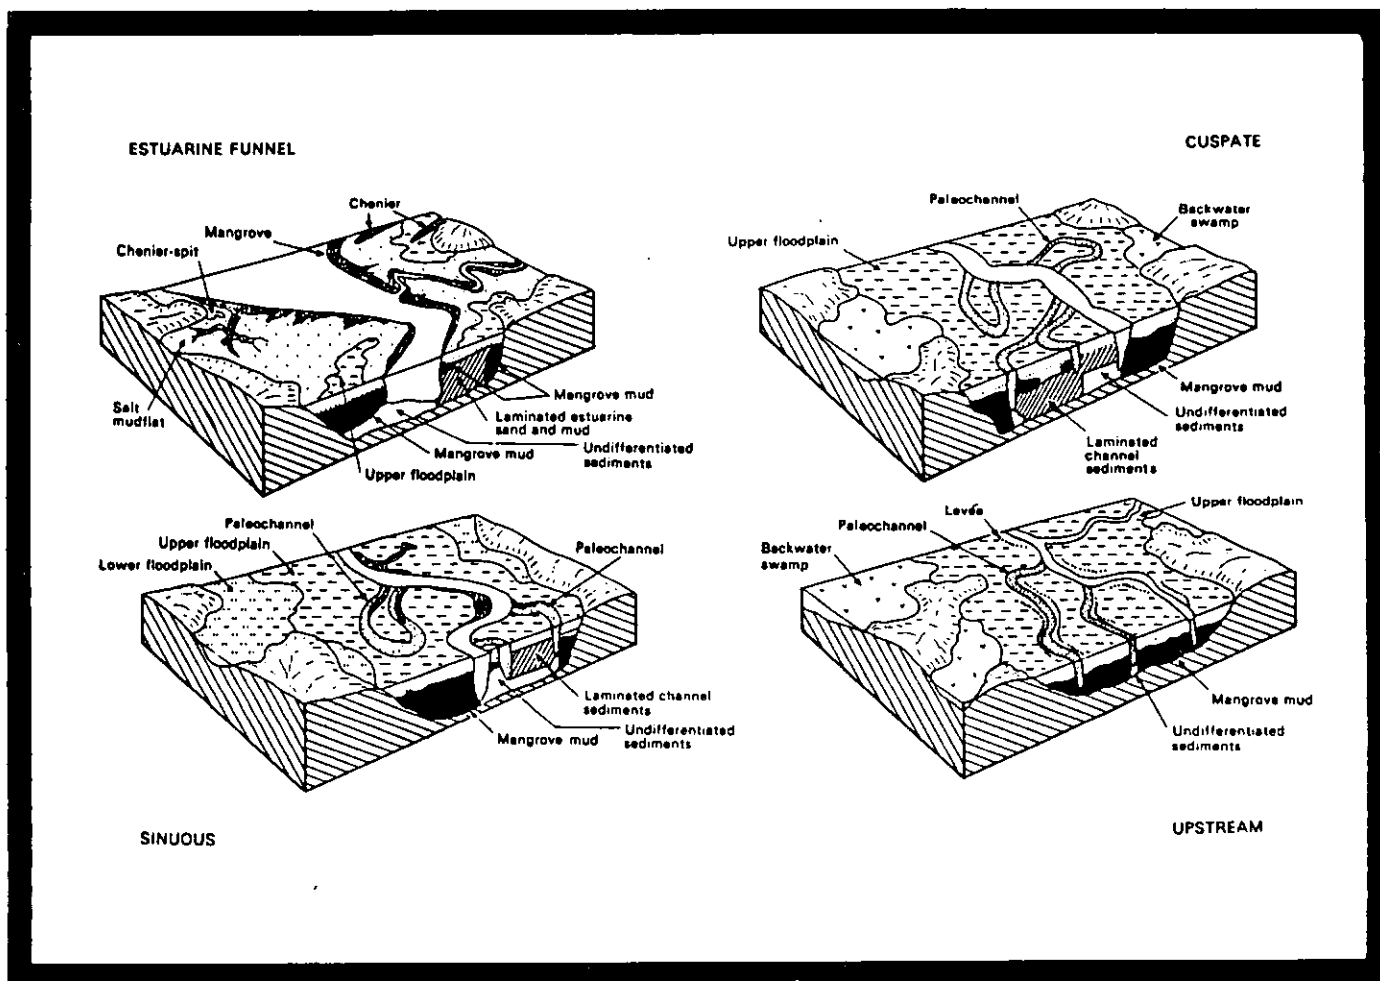 ESTUARINE FUNNEL
Chenier
Mangrove
Chenier-spit
Salt
mudflat
Mangrove mud
Laminated estuarine
sand and mud
Undifferentiated
sediments
Mangrove mud
Upper floodplain
CUSPATE
Paleochannel
Backwater
swamp
Upper floodplain
Mangrove mud
Undifferentiated
sediments
Laminated
channel
sediments
Paleochannel
Upper floodplain
Lower floodplain
Paleochannel
Laminated channel
sediments
Undifferentiated
sediments
Mangrove mud
SINUOUS
Upper floodplain
Levee
Paleochannel
Backwater
swamp
Mangrove mud
Undifferentiated
sediments
UPSTREAM